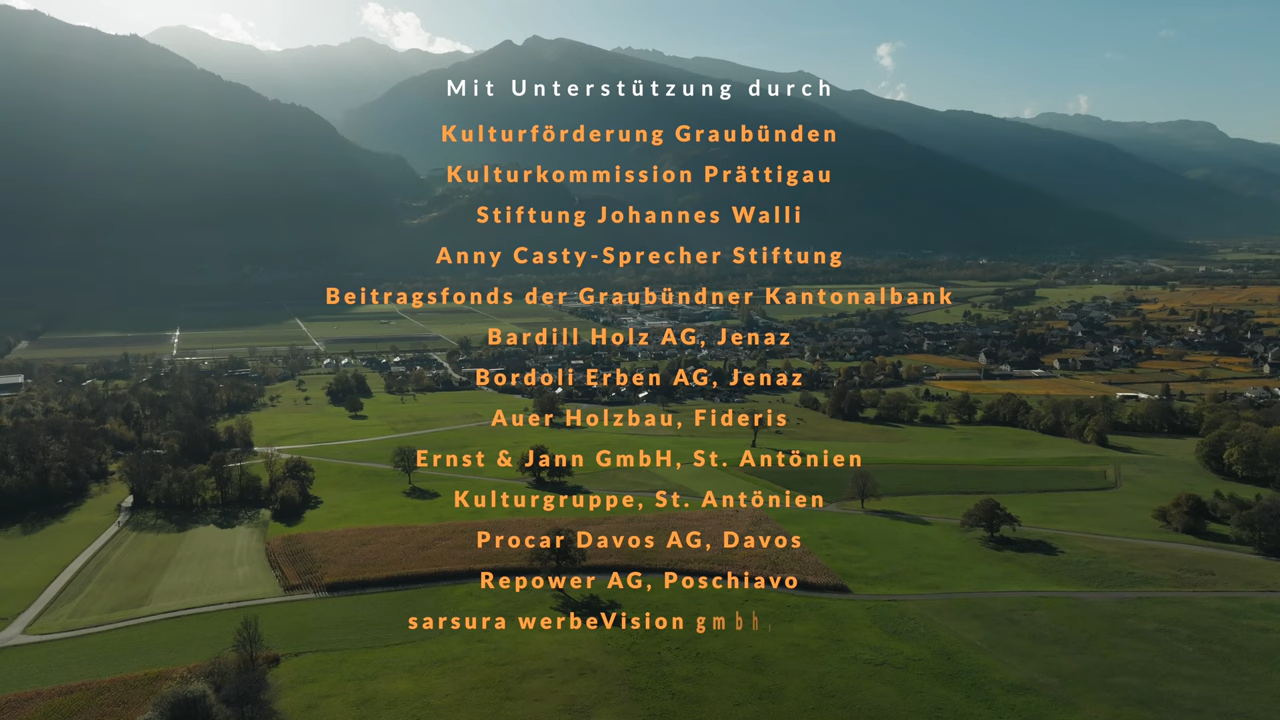 Mit Unterstützung durch
Kulturförderung Graubünden
Kulturkommission Prättigau
Stiftung Johannes Walli
Anny Casty-Sprecher Stiftung
Beitragsfonds der Graubündner Kantonalbank
Bardill Holz AG, Jenaz
Bordoli Erben AG, Jenaz
Auer Holzbau, Fideris
Ernst & Jann GmbH, St. Antönien
Kulturgruppe, St. Antönien
Procar Davos AG, Davos
Repower AG, Poschiavo
sarsura werbeVision gmbh,